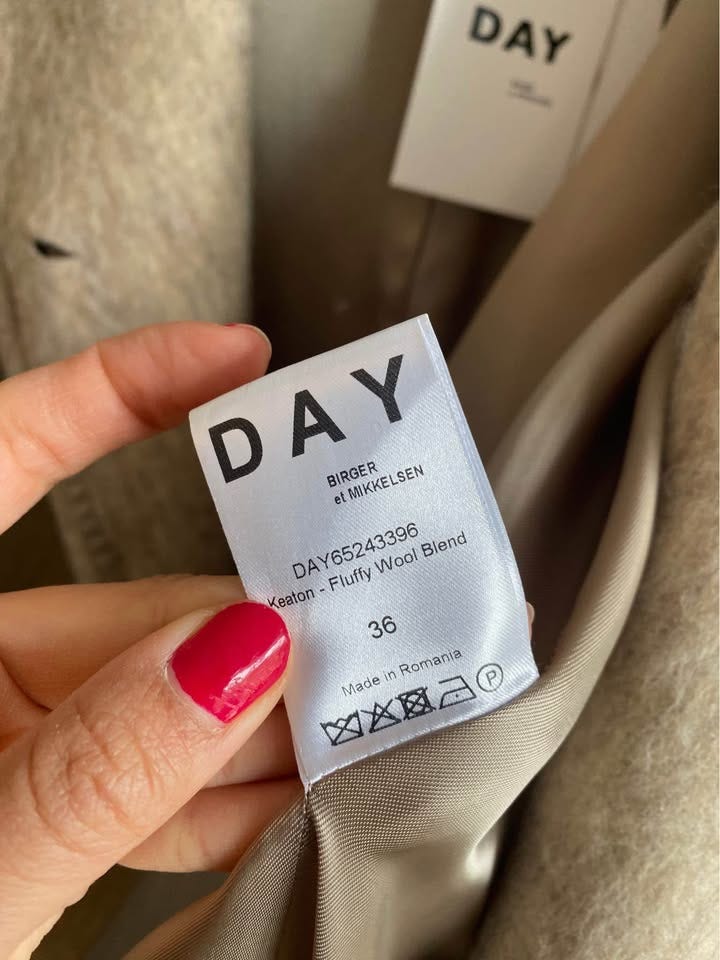 DAY
DAY
BIRGER
et MIKKELSEN
DAY65243396
Keaton - Fluffy Wool Blend
36
Made in Romania
P